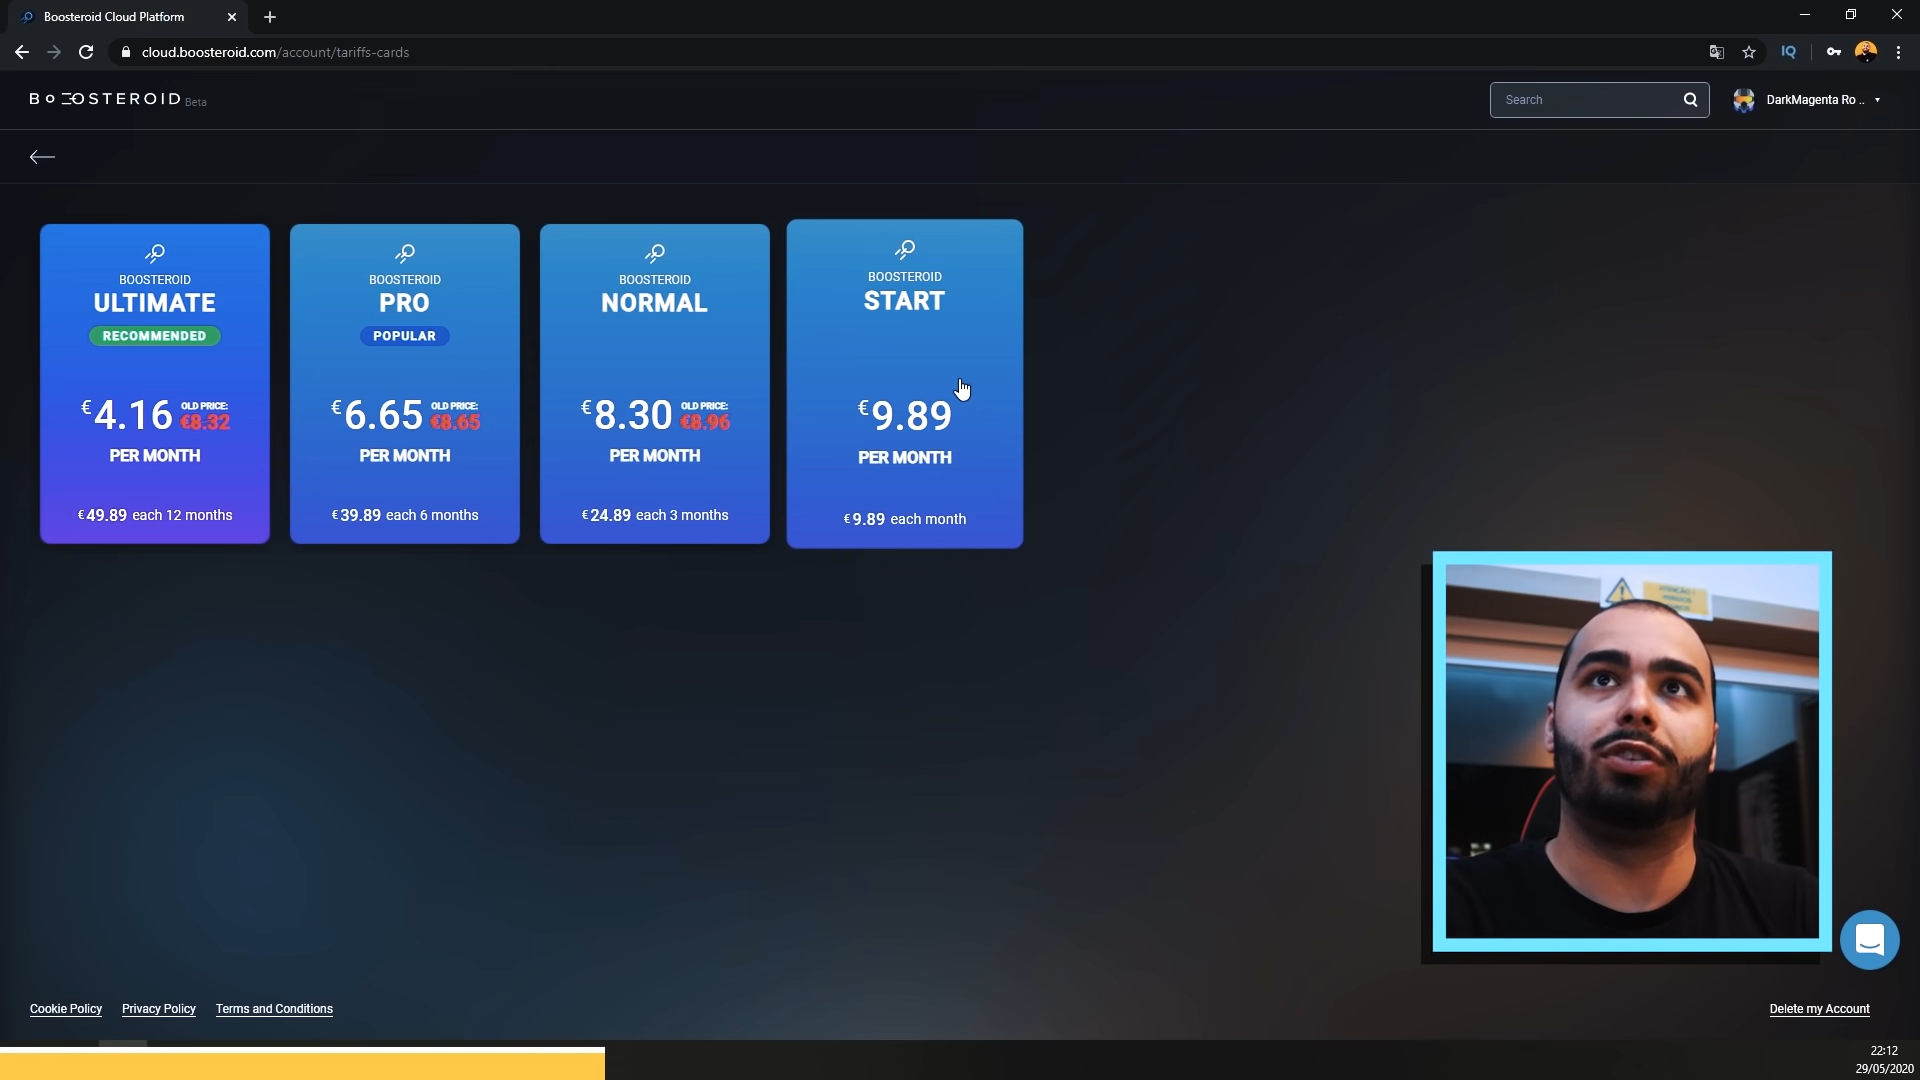 Boosteroid Cloud Platform
cloud.boosteroid.com/account/tariffs-cards
IQ
BOOSTEROID Beta
Search
DarkMagenta Ro ..
BOOSTEROID
ULTIMATE
RECOMMENDED
€4.16 OLD PRICE: €8.32
PER MONTH
€49.89 each 12 months
BOOSTEROID
PRO
POPULAR
€6.65 OLD PRICE: €8.65
PER MONTH
€39.89 each 6 months
BOOSTEROID
NORMAL
€8.30 OLD PRICE: €8.96
PER MONTH
€24.89 each 3 months
BOOSTEROID
START
€9.89
PER MONTH
€9.89 each month
Cookie Policy Privacy Policy Terms and Conditions
Delete my Account
22:12
29/05/2020